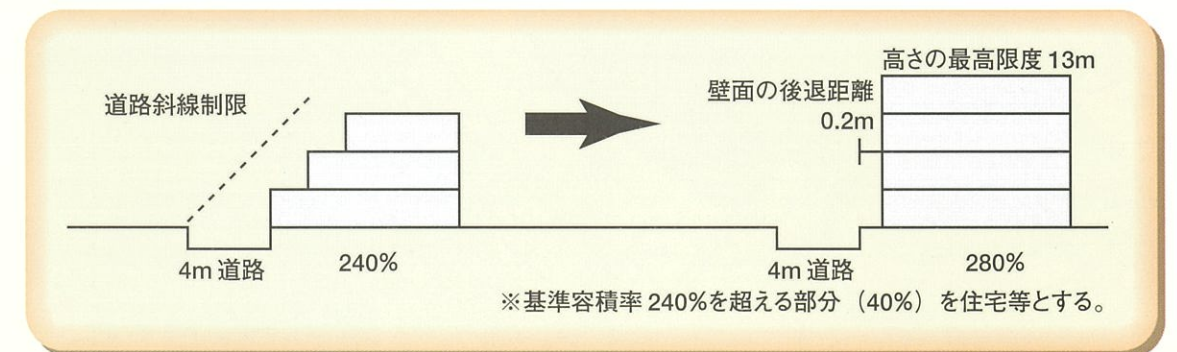 道路斜線制限
4m 道路
240%
高さの最高限度 13m
壁面の後退距離
0.2m
4m 道路
280%
※基準容積率 240%を超える部分（40%）を住宅等とする。